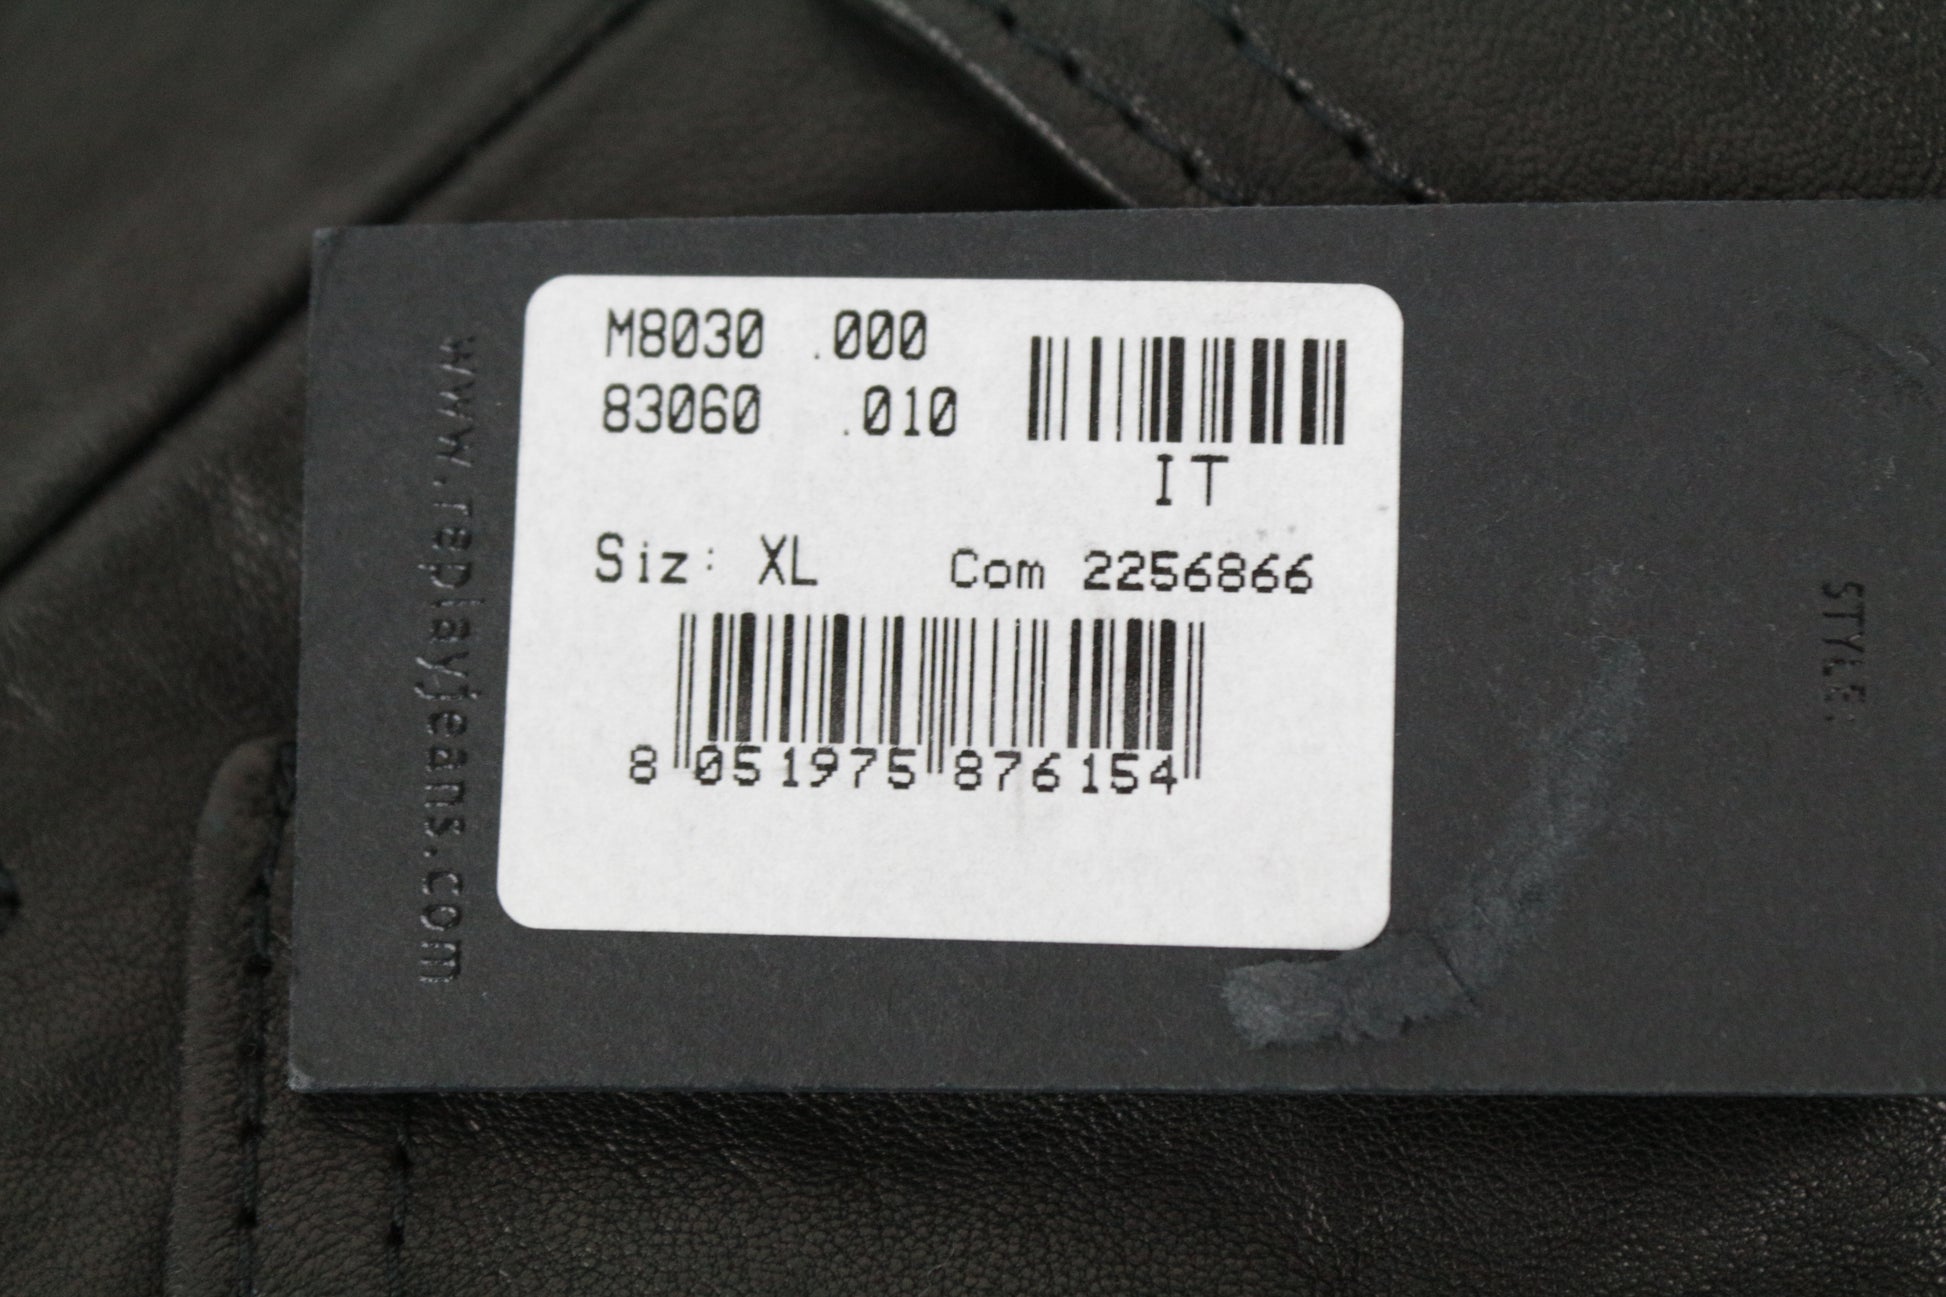 M8030 .000
83060 .010
IT
Siz: XL Com 2256866
8 051975 876154
www.replayjeans.com
STYLE: